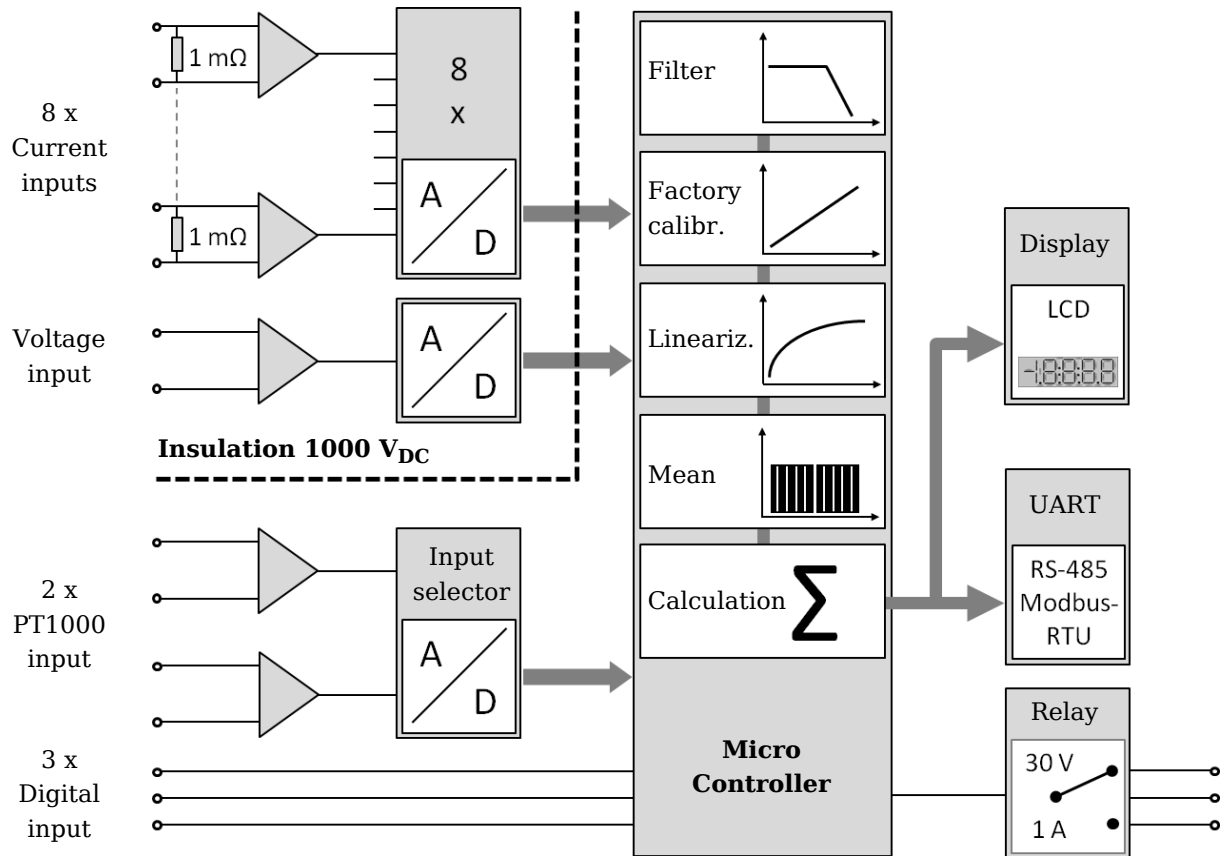 8 x
Current
inputs
1 mΩ
1 mΩ
8
x
A
D
Voltage
input
A
D
Insulation 1000 VDC
2 x
PT1000
input
Input
selector
A
D
3 x
Digital
input
Filter
Factory
calibr.
Lineariz.
Mean
Calculation
Σ
Micro
Controller
Display
LCD
-1.8:8.8.8
UART
RS-485
Modbus-
RTU
Relay
30 V
1 A